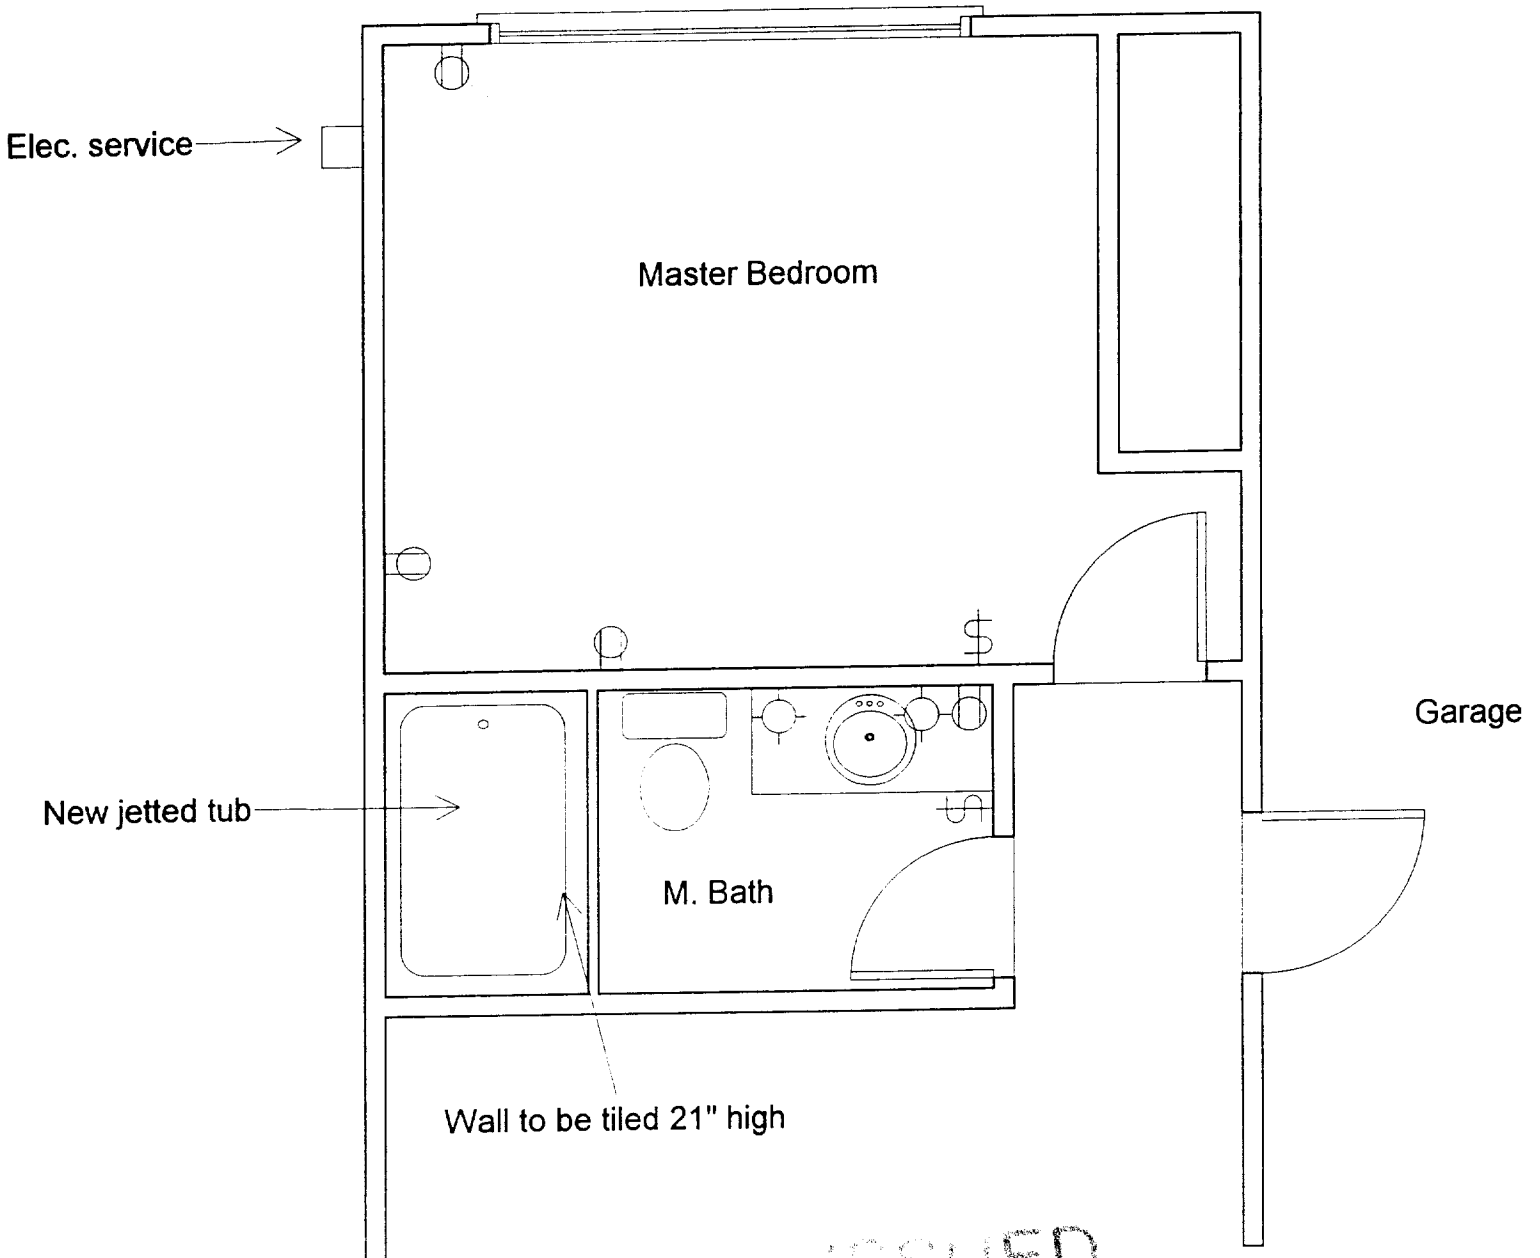 Elec. service
Master Bedroom
Garage
New jetted tub
M. Bath
Wall to be tiled 21" high